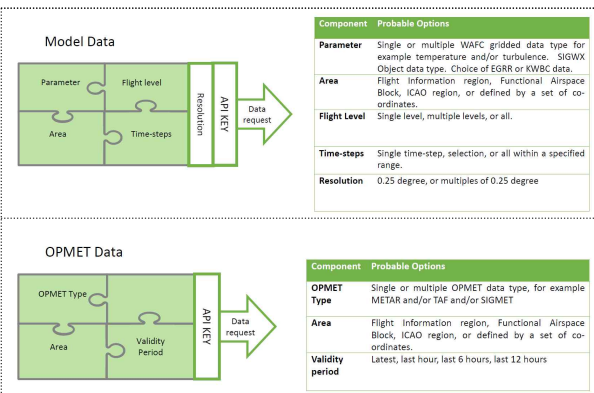 Model Data
Parameter
Flight level
Area
Time-steps
Resolution
API KEY
Data
request
Component Probable Options
Parameter Single or multiple WAFC gridded data type for
example temperature and/or turbulence. SIGWX
Object data type. Choice of EGRR or KWBC data.
Area Flight Information region, Functional Airspace
Block, ICAO region, or defined by a set of co-
ordinates.
Flight Level Single level, multiple levels, or all.
Time-steps Single time-step, selection, or all within a specified
range.
Resolution 0.25 degree, or multiples of 0.25 degree
OPMET Data
OPMET Type
Area
Validity
Period
API KEY
Data
request
Component Probable Options
OPMET Single or multiple OPMET data type, for example
Type METAR and/or TAF and/or SIGMET
Area Flight Information region, Functional Airspace
Block, ICAO region, or defined by a set of co-
ordinates.
Validity Latest, last hour, last 6 hours, last 12 hours
period